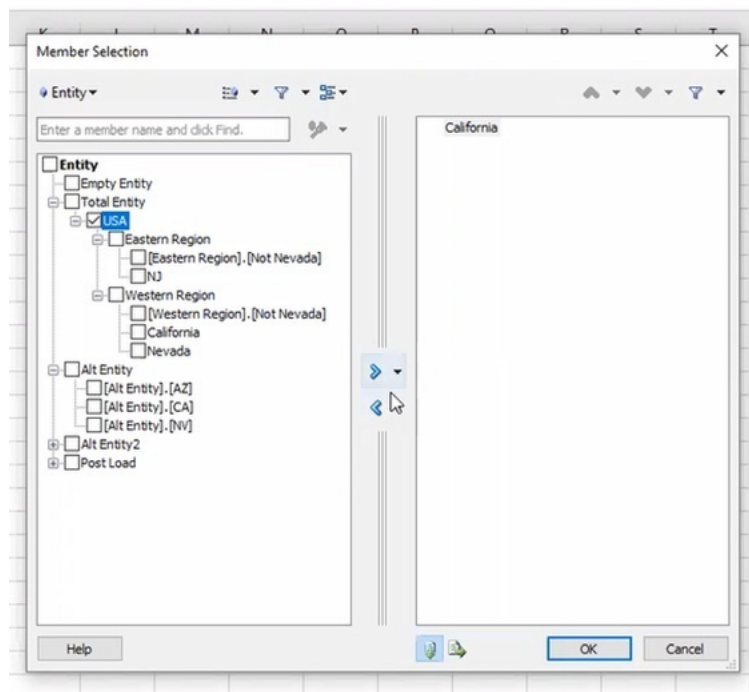 Member Selection
Entity
Enter a member name and click Find.
California
Entity
Empty Entity
Total Entity
USA
Eastern Region
[Eastern Region].[Not Nevada]
NJ
Western Region
[Western Region].[Not Nevada]
California
Nevada
Alt Entity
[Alt Entity].[AZ]
[Alt Entity].[CA]
[Alt Entity].[NV]
Alt Entity2
Post Load
Help
OK
Cancel